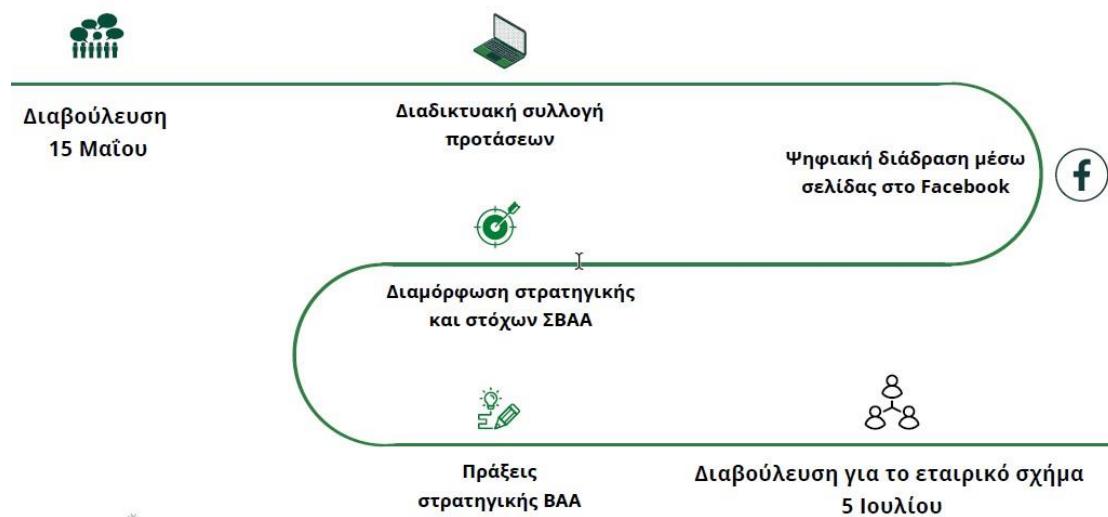 Διαβούλευση
15 Μαΐου
Διαδικτυακή συλλογή
προτάσεων
Ψηφιακή διάδραση μέσω
σελίδας στο Facebook
Διαμόρφωση στρατηγικής
και στόχων ΣΒΑΑ
Πράξεις
στρατηγικής ΒΑΑ
Διαβούλευση για το εταιρικό σχήμα
5 Ιουλίου